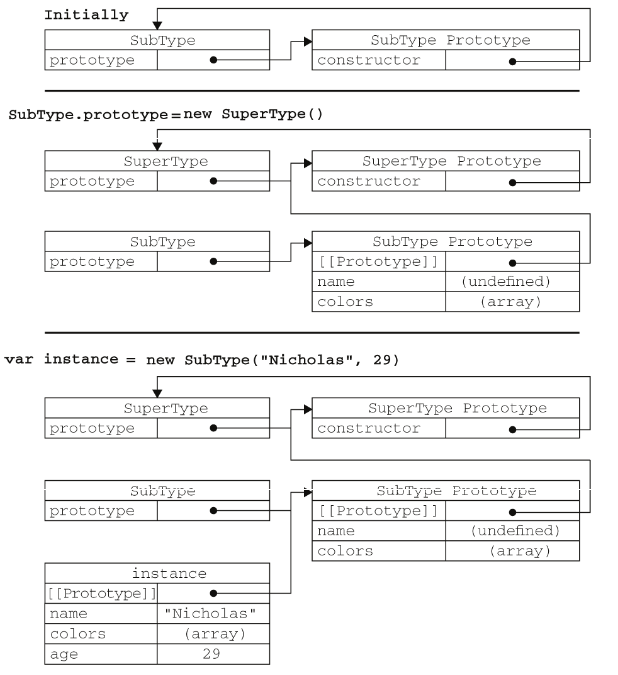 Initially
SubType
prototype
SubType Prototype
constructor
SubType.prototype=new SuperType()
SuperType
prototype
SuperType Prototype
constructor
SubType
prototype
SubType Prototype
[[Prototype]]
name (undefined)
colors (array)
var instance = new SubType("Nicholas", 29)
SuperType
prototype
SuperType Prototype
constructor
SubType
prototype
SubType Prototype
[[Prototype]]
name (undefined)
colors (array)
instance
[[Prototype]]
name "Nicholas"
colors (array)
age 29